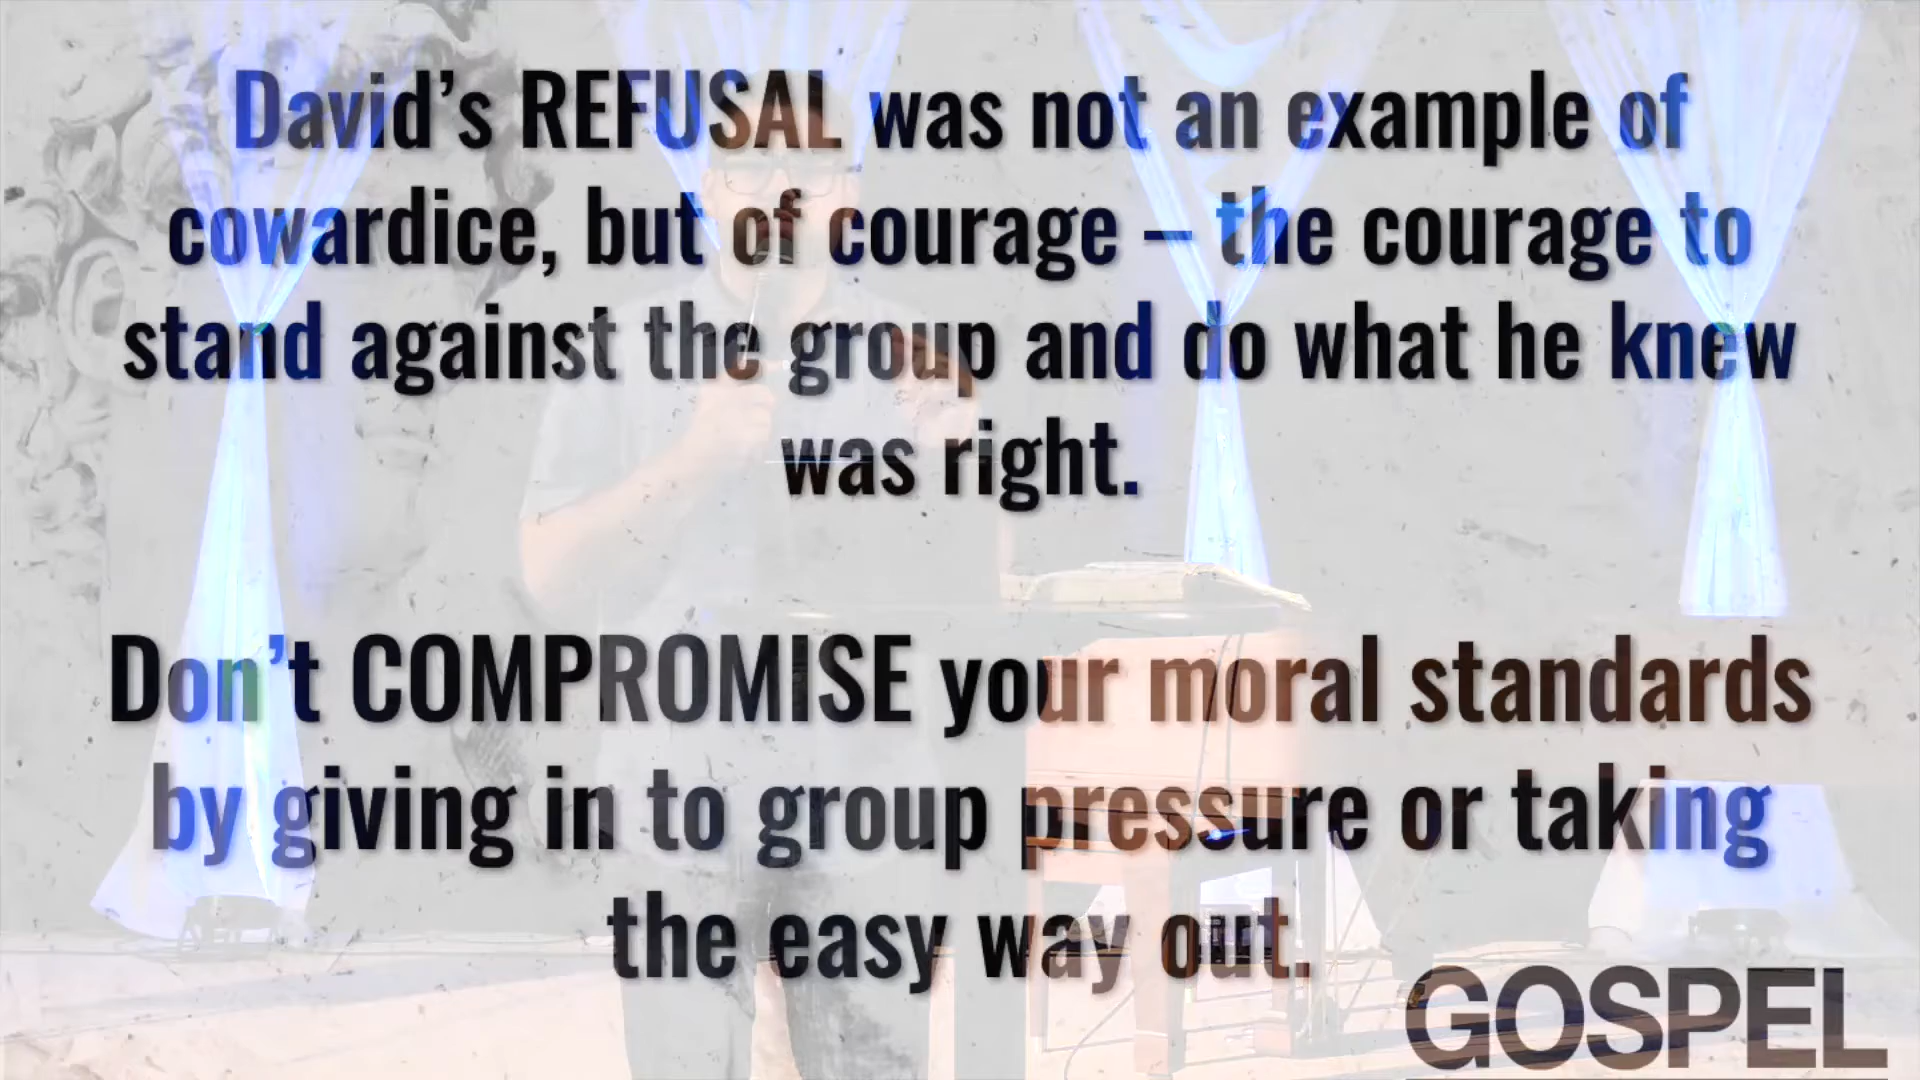 David’s REFUSAL was not an example of
cowardice, but of courage – the courage to
stand against the group and do what he knew
was right.
Don’t COMPROMISE your moral standards
by giving in to group pressure or taking
the easy way out.
GOSPEL